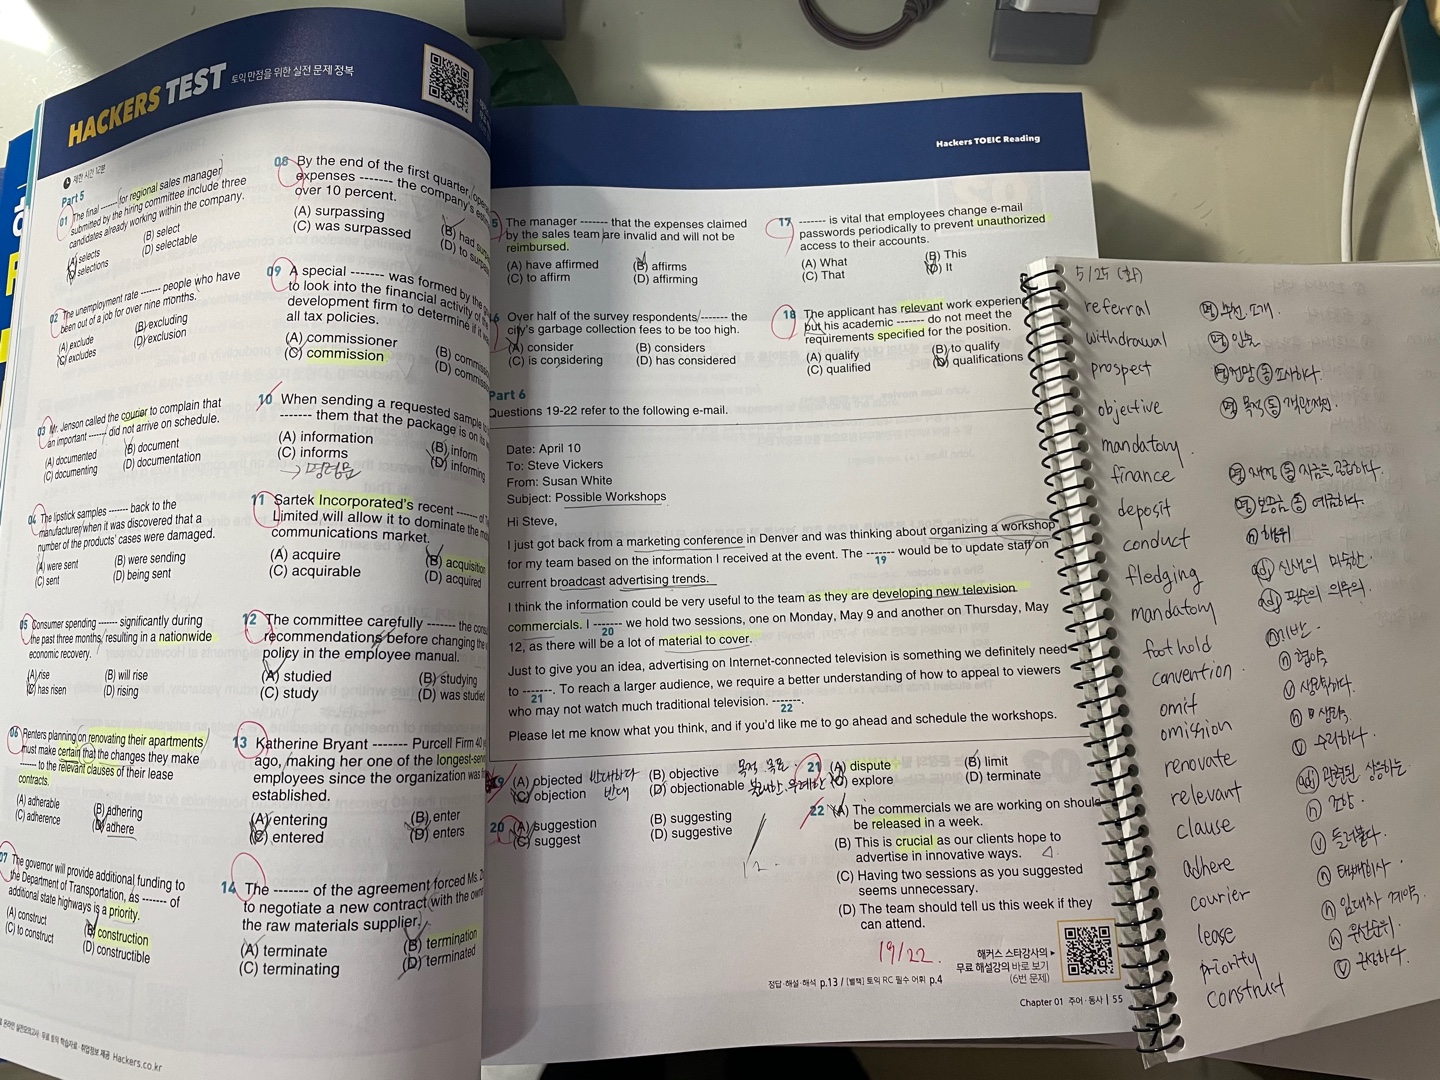 HACKERS TEST 토익 만점을 위한 실전 문제 정복
제한 시간 12분
Part 5
01 The final ------- for regional sales manager
submitted by the hiring committee include three
candidates already working within the company.
(A) selects
(B) select
(C) selections
(D) selectable
02 The unemployment rate ------- people who have
been out of a job for over nine months.
(A) exclude
(B) excluding
(C) excludes
(D) exclusion
03 Mr. Jenson called the courier to complain that
an important ------- did not arrive on schedule.
(A) documented
(B) document
(C) documenting
(D) documentation
04 The lipstick samples ------- back to the
manufacturer when it was discovered that a
number of the products' cases were damaged.
(A) were sent
(B) were sending
(C) sent
(D) being sent
05 Consumer spending ------- significantly during
the past three months, resulting in a nationwide
economic recovery.
(A) rise
(B) will rise
(C) has risen
(D) rising
06 Renters planning on renovating their apartments
must make certain that the changes they make
------- to the relevant clauses of their lease
contracts.
(A) adherable
(B) adhering
(C) adherence
(D) adhere
07 The governor will provide additional funding to
the Department of Transportation, as ------- of
additional state highways is a priority.
(A) construct
(B) construction
(C) to construct
(D) constructible
08 By the end of the first quarter,
expenses ------- the company's
over 10 percent.
(A) surpassing
(B) had
(C) was surpassed
(D) to
09 A special ------- was formed by the
to look into the financial activity of
development firm to determine if it
all tax policies.
(A) commissioner
(B)
(C) commission
(D)
10 When sending a requested sample
------- them that the package is on
(A) information
(B) inform
(C) informs
(D) informing
→ 명령문
11 Sartek Incorporated's recent -------
Limited will allow it to dominate the
communications market.
(A) acquire
(B) acquisition
(C) acquirable
(D) acquired
12 The committee carefully ------- the
recommendations before changing the
policy in the employee manual.
(A) studied
(B) studying
(C) study
(D) was studied
13 Katherine Bryant ------- Purcell Firm 40
ago, making her one of the
employees since the organization was
established.
(A) entering
(B) enter
(C) entered
(D) enters
14 The ------- of the agreement forced Ms.
to negotiate a new contract with the
the raw materials supplier.
(A) terminate
(B) termination
(C) terminating
(D) terminated
Hackers.co.kr
Hackers TOEIC Reading
5 The manager ------- that the expenses claimed
by the sales team are invalid and will not be
reimbursed.
(A) have affirmed
(B) affirms
(C) to affirm
(D) affirming
6 Over half of the survey respondents ------- the
city's garbage collection fees to be too high.
(A) consider
(B) considers
(C) is considering
(D) has considered
17 ------- is vital that employees change e-mail
passwords periodically to prevent unauthorized
access to their accounts.
(A) What
(B) This
(C) That
(D) It
18 The applicant has relevant work experien
but his academic ------- do not meet the
requirements specified for the position.
(A) qualify
(B) to qualify
(C) qualified
(D) qualifications
Part 6
Questions 19-22 refer to the following e-mail.
Date: April 10
To: Steve Vickers
From: Susan White
Subject: Possible Workshops
Hi Steve,
I just got back from a marketing conference in Denver and was thinking about organizing a workshop
for my team based on the information I received at the event. The ------- would be to update staff on
19
current broadcast advertising trends.
I think the information could be very useful to the team as they are developing new television
commercials. I ------- we hold two sessions, one on Monday, May 9 and another on Thursday, May
20
12, as there will be a lot of material to cover.
Just to give you an idea, advertising on Internet-connected television is something we definitely need
to -------. To reach a larger audience, we require a better understanding of how to appeal to viewers
21
who may not watch much traditional television. -------.
22
Please let me know what you think, and if you'd like me to go ahead and schedule the workshops.
(A) objected 반대하다
(B) objective 목적. 목표.
(C) objection 반대
(D) objectionable
20 (A) suggestion
(B) suggesting
(C) suggest
(D) suggestive
12.
21 (A) dispute
(B) limit
(C) explore
(D) terminate
22 (A) The commercials we are working on should
be released in a week.
(B) This is crucial as our clients hope to
advertise in innovative ways.
(C) Having two sessions as you suggested
seems unnecessary.
(D) The team should tell us this week if they
can attend.
19/22.
해커스 스타강사의 ▶
무료 해설강의 바로 보기
(6번 문제)
정답·해설·해석 p.13 / [별책] 토익 RC 필수 어휘 p.4
Chapter 01 주어·동사 | 55
5/25 (화)
referral 명 추천. 소개.
withdrawal 명 인출
prospect 명 전망 동 조사하다.
objective 명 목적, 동 객관적인.
mandatory.
finance 명 재정 동 자금을 공급하다.
deposit 명 보증금 동 예금하다.
conduct n 행위
fledging adj 신생의 미숙한.
mandatory adj 필수의 의무의.
foothold n 기반.
convention. n 협약
omit v 생략하다.
omission n 생략.
renovate v 수리하다.
relevant adj 관련된 상응하는.
clause n 조항
adhere v 들러붙다.
courier n 택배회사.
lease n 임대차 계약.
priority n 우선순위.
construct v 구성하다.